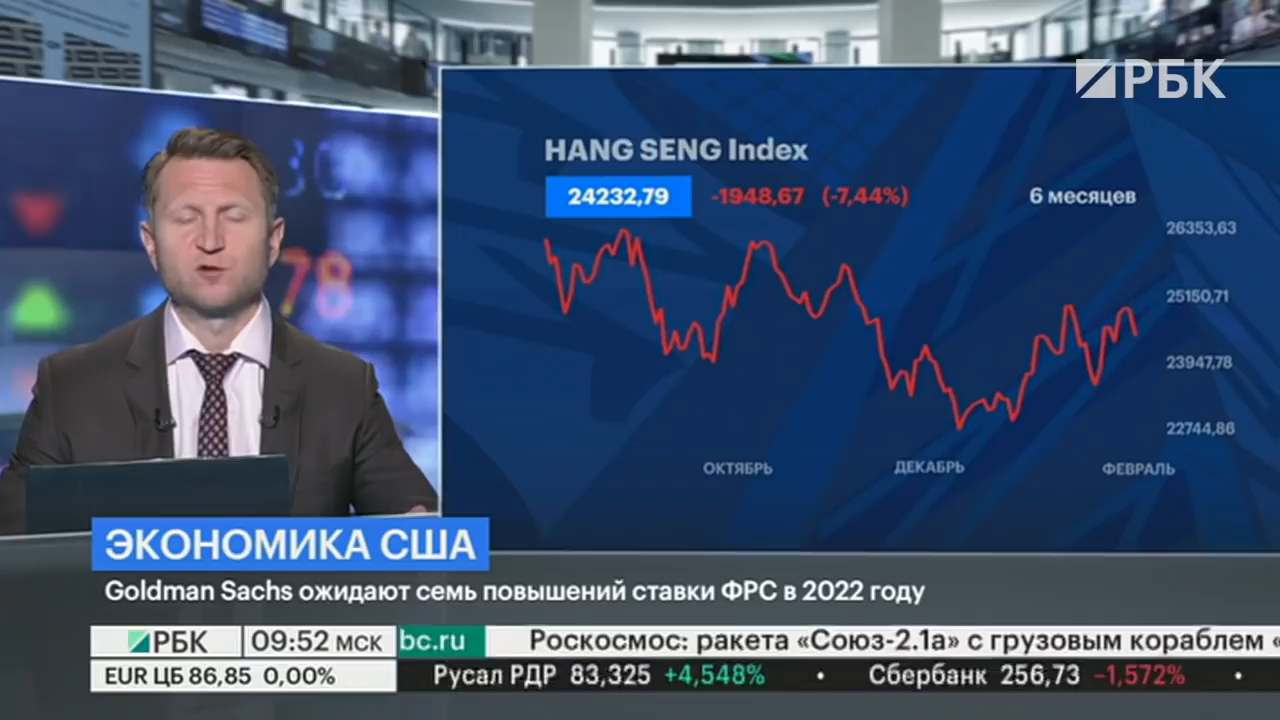 РБК
HANG SENG Index
24232,79 -1948,67 (-7,44%) 6 месяцев
26353,63
25150,71
23947,78
22744,86
ОКТЯБРЬ ДЕКАБРЬ ФЕВРАЛЬ
78
ЭКОНОМИКА США
Goldman Sachs ожидают семь повышений ставки ФРС в 2022 году
РБК 09:52 МСК bc.ru Роскосмос: ракета «Союз-2.1а» с грузовым кораблем «
EUR ЦБ 86,85 0,00% Русал РДР 83,325 +4,548% • Сбербанк 256,73 -1,572% •